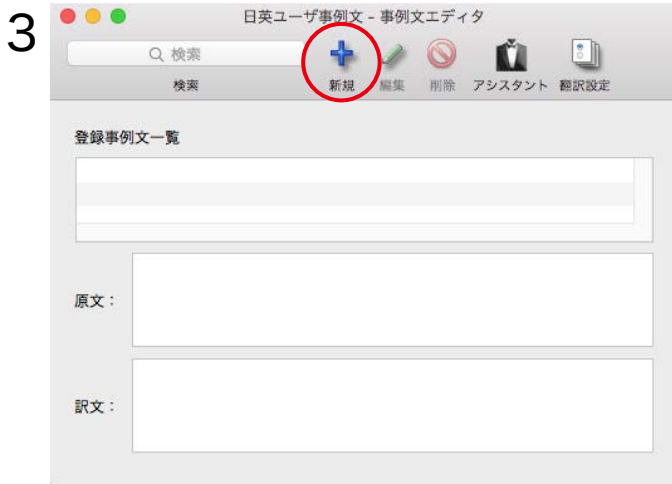 3
日英ユーザ事例文 - 事例文エディタ
検索
検索 新規 編集 削除 アシスタント 翻訳設定
登録事例文一覧
原文：
訳文：